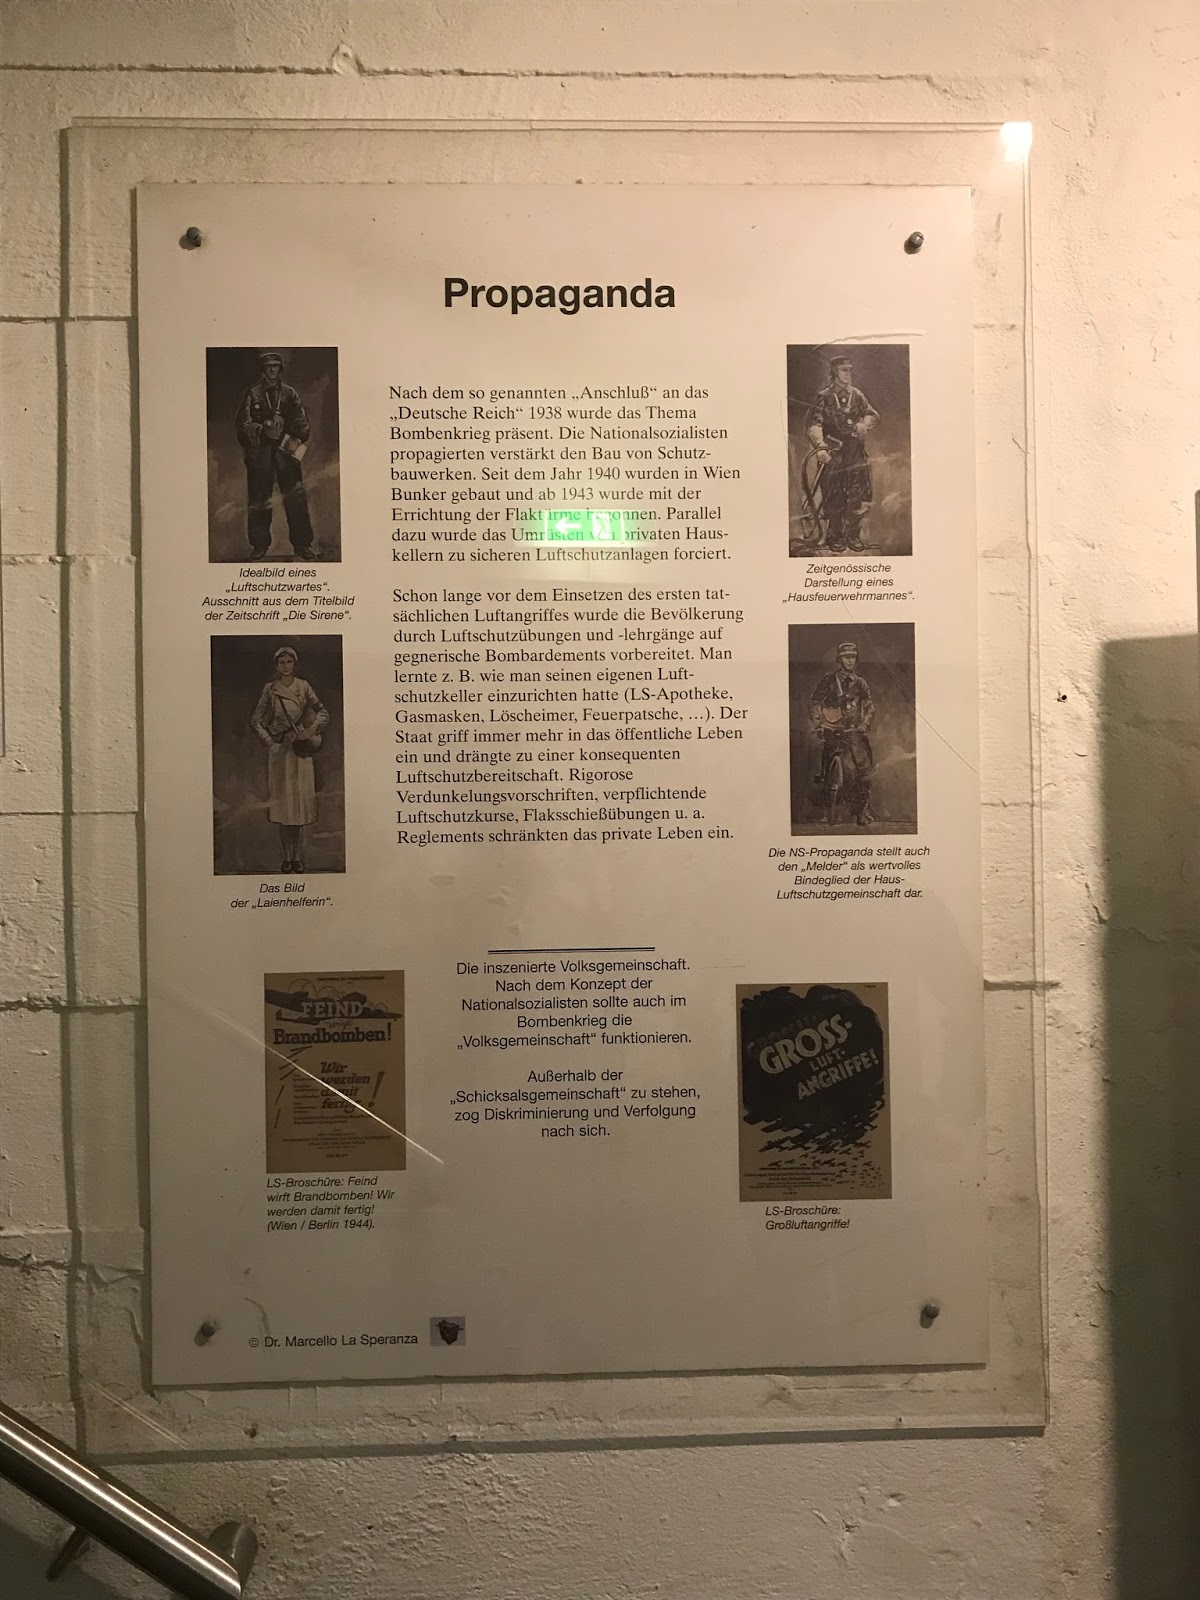 Propaganda
Nach dem so genannten „Anschluß“ an das
„Deutsche Reich“ 1938 wurde das Thema
Bombenkrieg präsent. Die Nationalsozialisten
propagierten verstärkt den Bau von Schutz-
bauwerken. Seit dem Jahr 1940 wurden in Wien
Bunker gebaut und ab 1943 wurde mit der
Errichtung der Flaktürme begonnen. Parallel
dazu wurde das Umrüsten von privaten Haus-
kellern zu sicheren Luftschutzanlagen forciert.
Schon lange vor dem Einsetzen des ersten tat-
sächlichen Luftangriffes wurde die Bevölkerung
durch Luftschutzübungen und -lehrgänge auf
gegnerische Bombardements vorbereitet. Man
lernte z. B. wie man seinen eigenen Luft-
schutzkeller einzurichten hatte (LS-Apotheke,
Gasmasken, Löscheimer, Feuerpatsche, …). Der
Staat griff immer mehr in das öffentliche Leben
ein und drängte zu einer konsequenten
Luftschutzbereitschaft. Rigorose
Verdunkelungsvorschriften, verpflichtende
Luftschutzkurse, Flaksschießübungen u. a.
Reglements schränkten das private Leben ein.
Idealbild eines
„Luftschutzwartes“.
Ausschnitt aus dem Titelbild
der Zeitschrift „Die Sirene“.
Das Bild
der „Laienhelferin“.
Zeitgenössische
Darstellung eines
„Hausfeuerwehrmannes“.
Die NS-Propaganda stellt auch
den „Melder“ als wertvolles
Bindeglied der Haus-
Luftschutzgemeinschaft dar.
Die inszenierte Volksgemeinschaft.
Nach dem Konzept der
Nationalsozialisten sollte auch im
Bombenkrieg die
„Volksgemeinschaft“ funktionieren.
Außerhalb der
„Schicksalsgemeinschaft“ zu stehen,
zog Diskriminierung und Verfolgung
nach sich.
FEIND
wirft
Brandbomben!
Wir
werden
damit
fertig!
LS-Broschüre: Feind
wirft Brandbomben! Wir
werden damit fertig!
(Wien / Berlin 1944).
GROSS-
LUFT-
ANGRIFFE!
LS-Broschüre:
Großluftangriffe!
© Dr. Marcello La Speranza